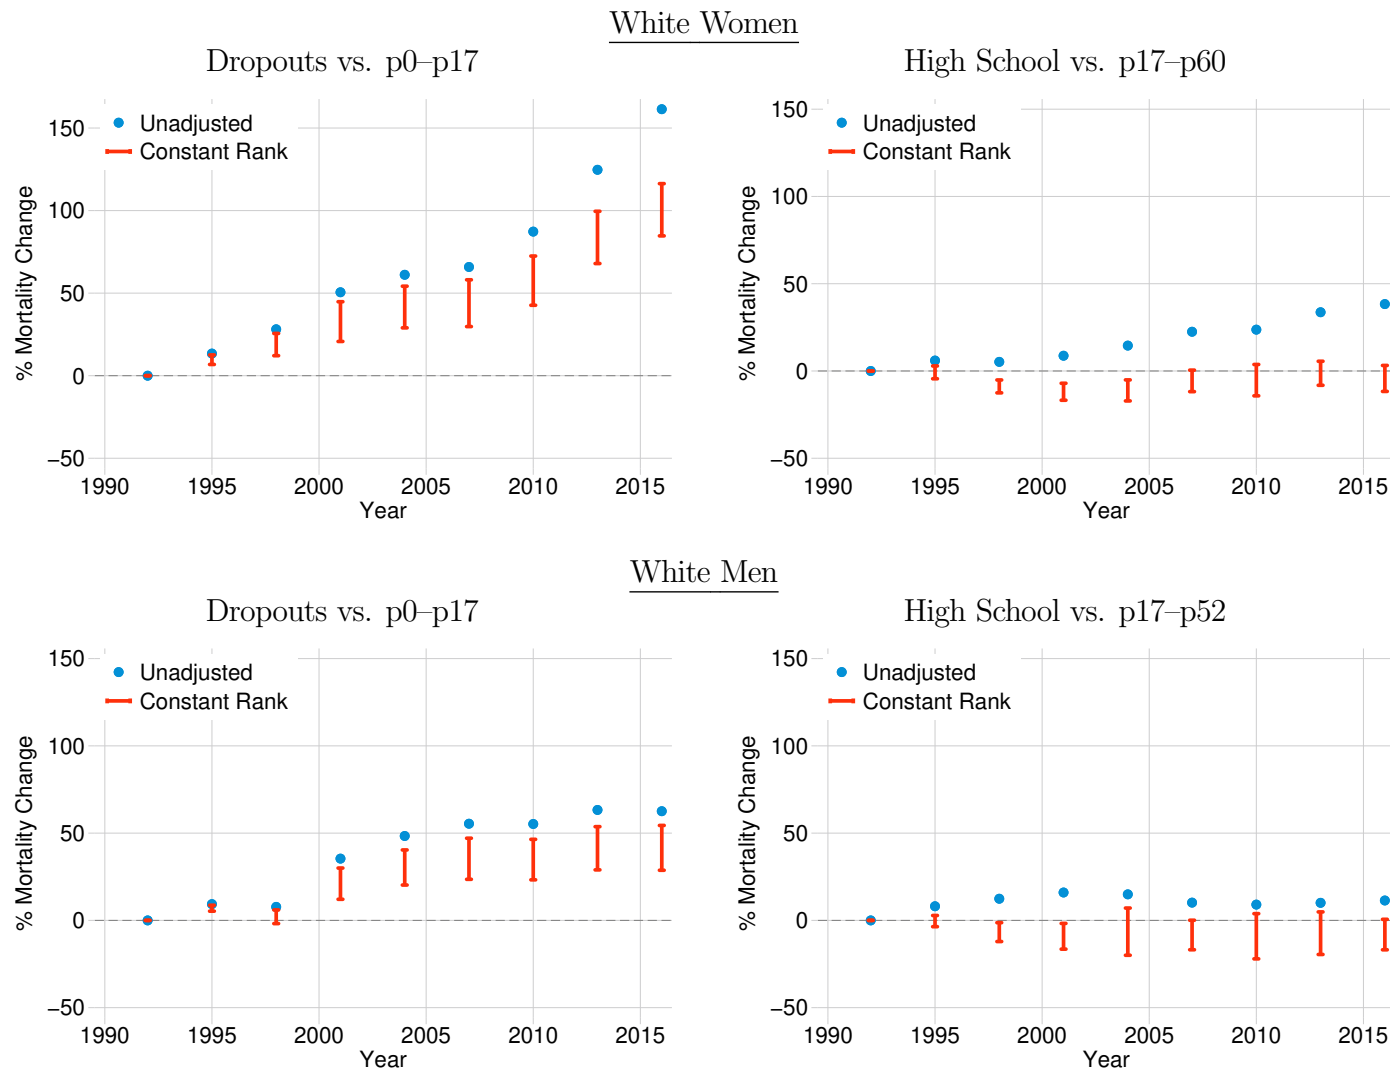 White Women
Dropouts vs. p0–p17
High School vs. p17–p60
Unadjusted
Constant Rank
% Mortality Change
150
100
50
0
−50
1990 1995 2000 2005 2010 2015
Year
Unadjusted
Constant Rank
% Mortality Change
150
100
50
0
−50
1990 1995 2000 2005 2010 2015
Year
White Men
Dropouts vs. p0–p17
High School vs. p17–p52
Unadjusted
Constant Rank
% Mortality Change
150
100
50
0
−50
1990 1995 2000 2005 2010 2015
Year
Unadjusted
Constant Rank
% Mortality Change
150
100
50
0
−50
1990 1995 2000 2005 2010 2015
Year